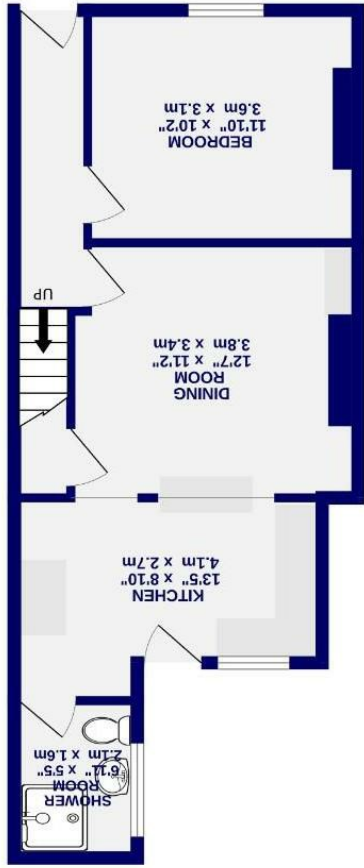 SHOWER
ROOM
6'11" x 5'5"
2.1m x 1.6m
KITCHEN
13'5" x 8'10"
4.1m x 2.7m
DINING
ROOM
12'7" x 11'2"
3.8m x 3.4m
UP
BEDROOM
11'10" x 10'2"
3.6m x 3.1m